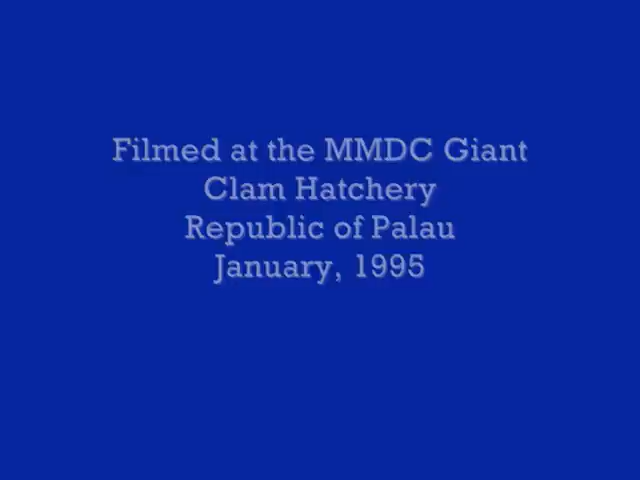 Filmed at the MMDC Giant
Clam Hatchery
Republic of Palau
January, 1995